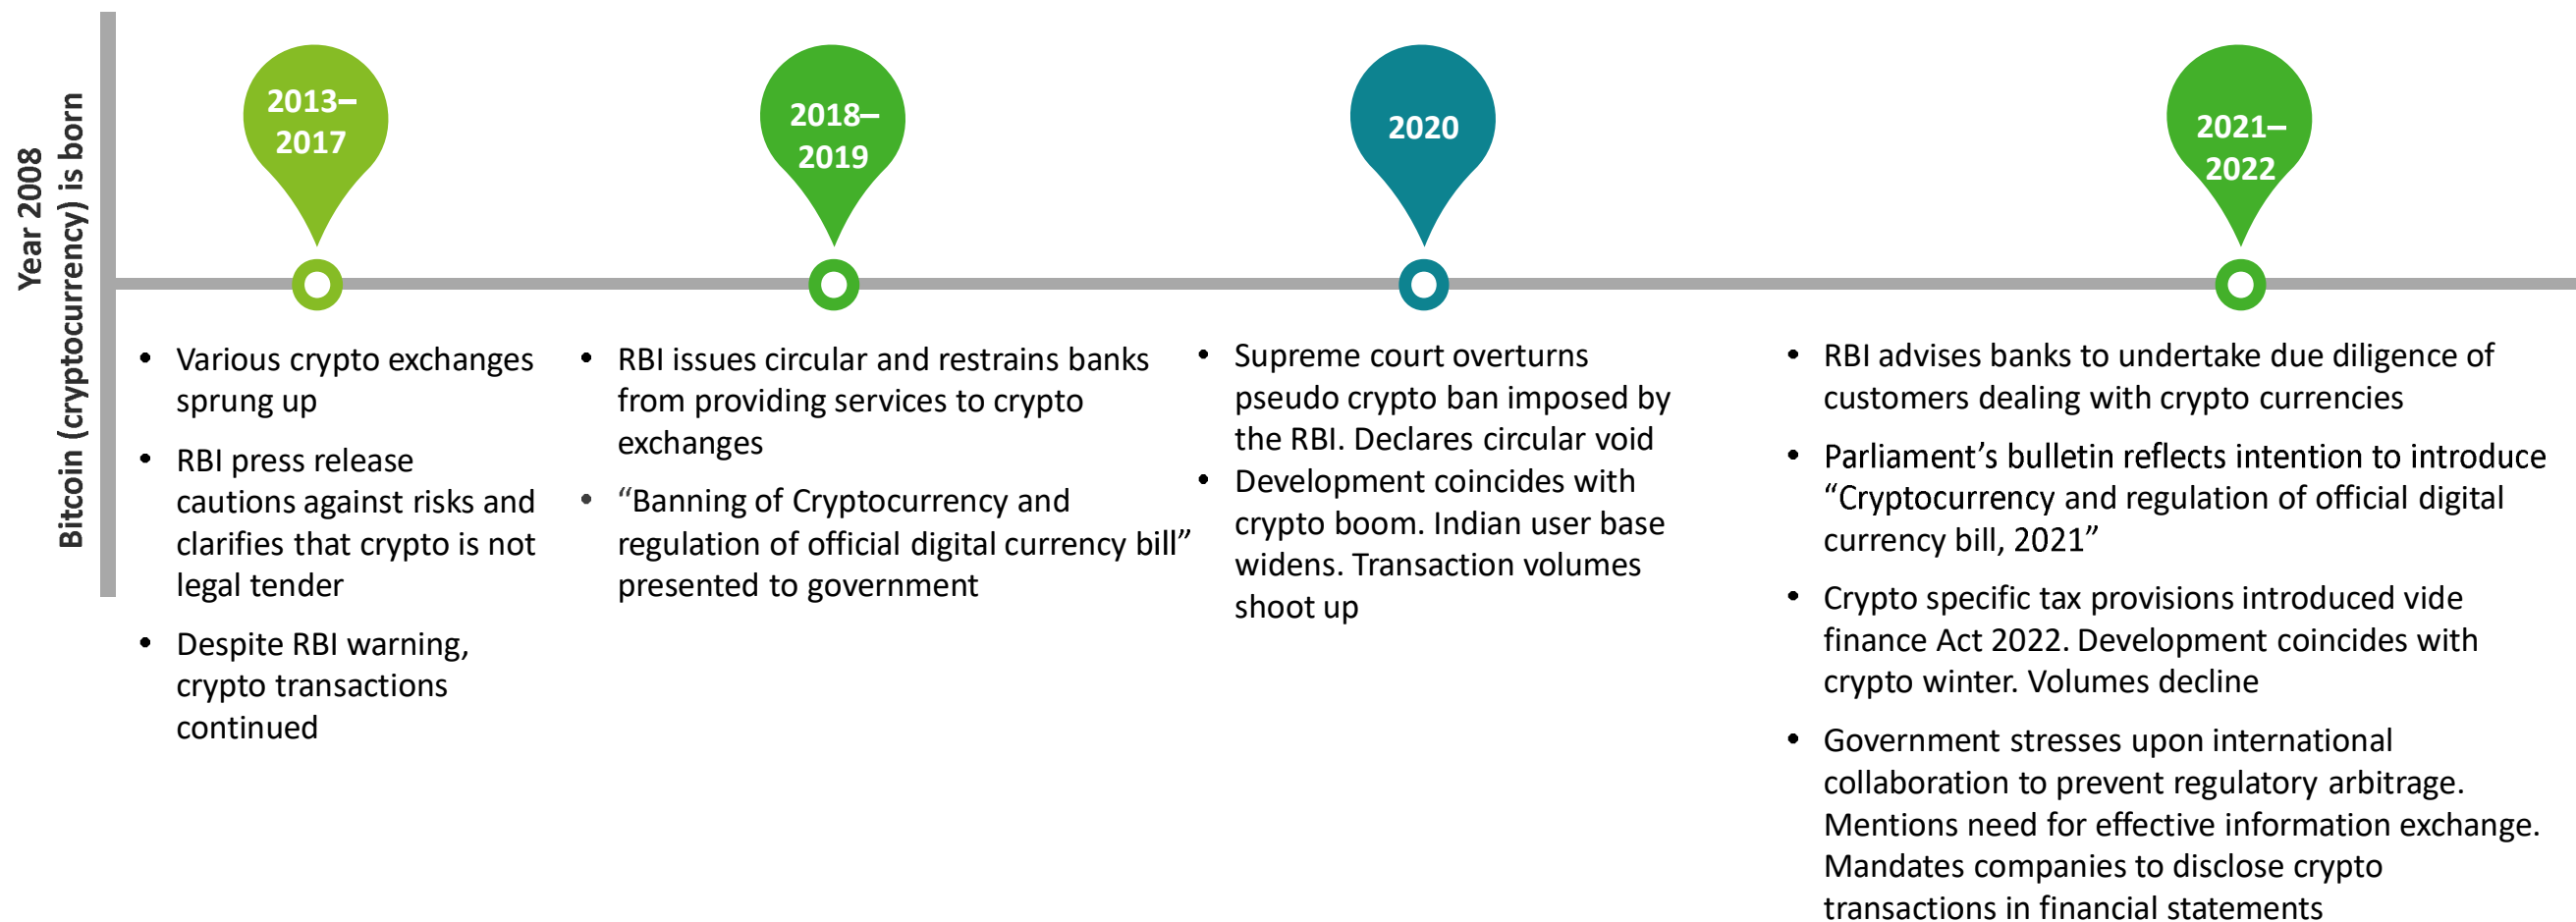 Year 2008
Bitcoin (cryptocurrency) is born
2013–
2017
• Various crypto exchanges
sprung up
• RBI press release
cautions against risks and
clarifies that crypto is not
legal tender
• Despite RBI warning,
crypto transactions
continued
2018–
2019
• RBI issues circular and restrains banks
from providing services to crypto
exchanges
• “Banning of Cryptocurrency and
regulation of official digital currency bill”
presented to government
2020
• Supreme court overturns
pseudo crypto ban imposed by
the RBI. Declares circular void
• Development coincides with
crypto boom. Indian user base
widens. Transaction volumes
shoot up
2021–
2022
• RBI advises banks to undertake due diligence of
customers dealing with crypto currencies
• Parliament’s bulletin reflects intention to introduce
“Cryptocurrency and regulation of official digital
currency bill, 2021”
• Crypto specific tax provisions introduced vide
finance Act 2022. Development coincides with
crypto winter. Volumes decline
• Government stresses upon international
collaboration to prevent regulatory arbitrage.
Mentions need for effective information exchange.
Mandates companies to disclose crypto
transactions in financial statements